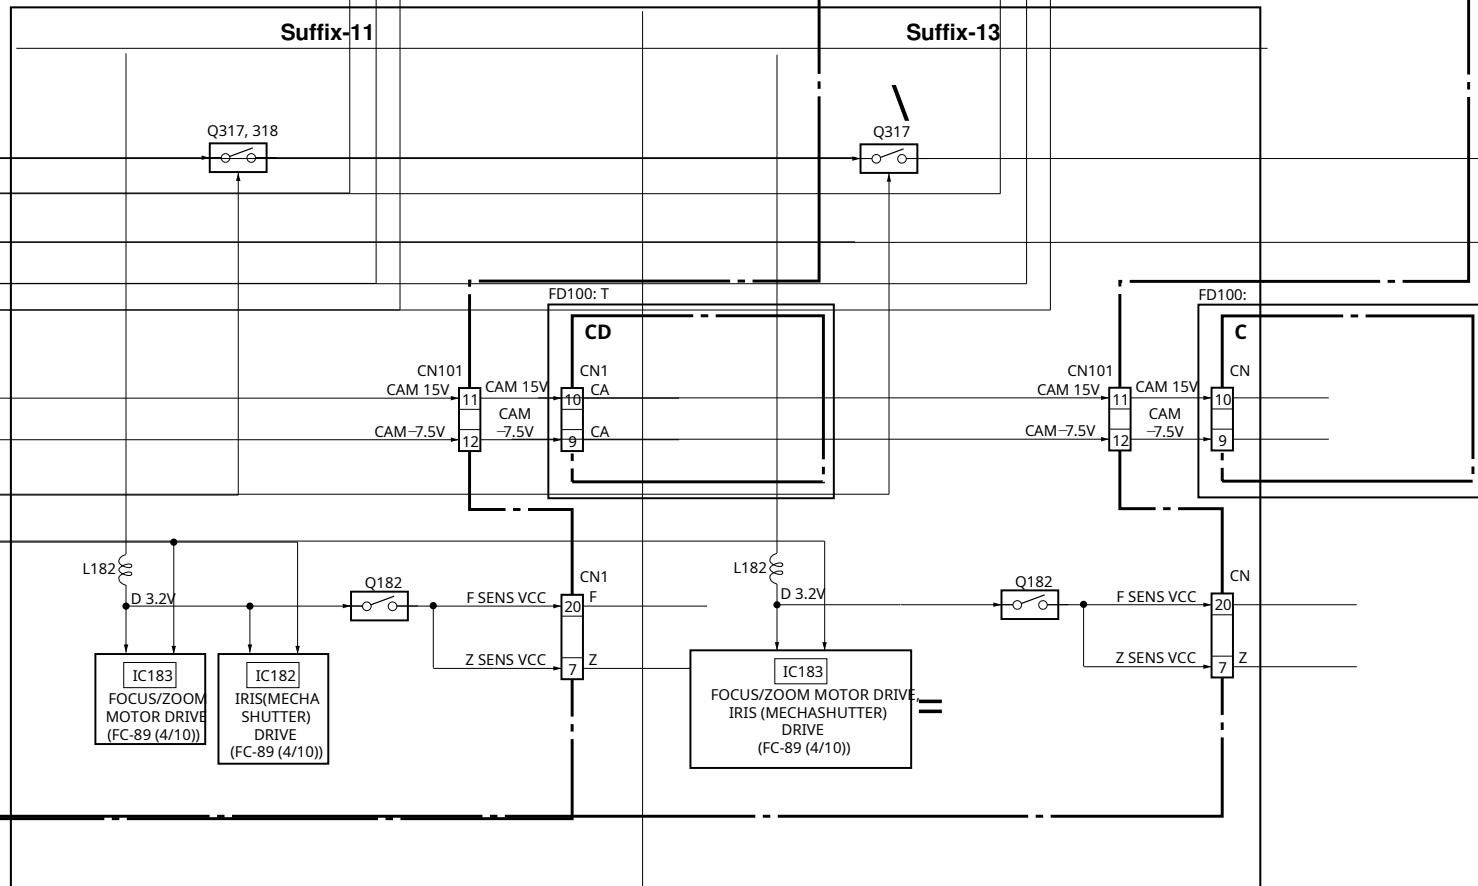 Suffix-11
Suffix-13
Q317, 318
Q317
FD100: T
CD
CN101
CN1
CAM 15V
11
CAM 15V
10
CA
CAM −7.5V
12
CAM
−7.5V
9
CA
FD100:
C
CN101
CN
CAM 15V
11
CAM 15V
10
CAM −7.5V
12
CAM
−7.5V
9
L182
D 3.2V
Q182
CN1
F SENS VCC
20
F
Z SENS VCC
7
Z
IC183
FOCUS/ZOOM
MOTOR DRIVE
(FC-89 (4/10))
IC182
IRIS(MECHA
SHUTTER)
DRIVE
(FC-89 (4/10))
L182
D 3.2V
Q182
CN
F SENS VCC
20
Z SENS VCC
7
Z
IC183
FOCUS/ZOOM MOTOR DRIVE,
IRIS (MECHASHUTTER)
DRIVE
(FC-89 (4/10))